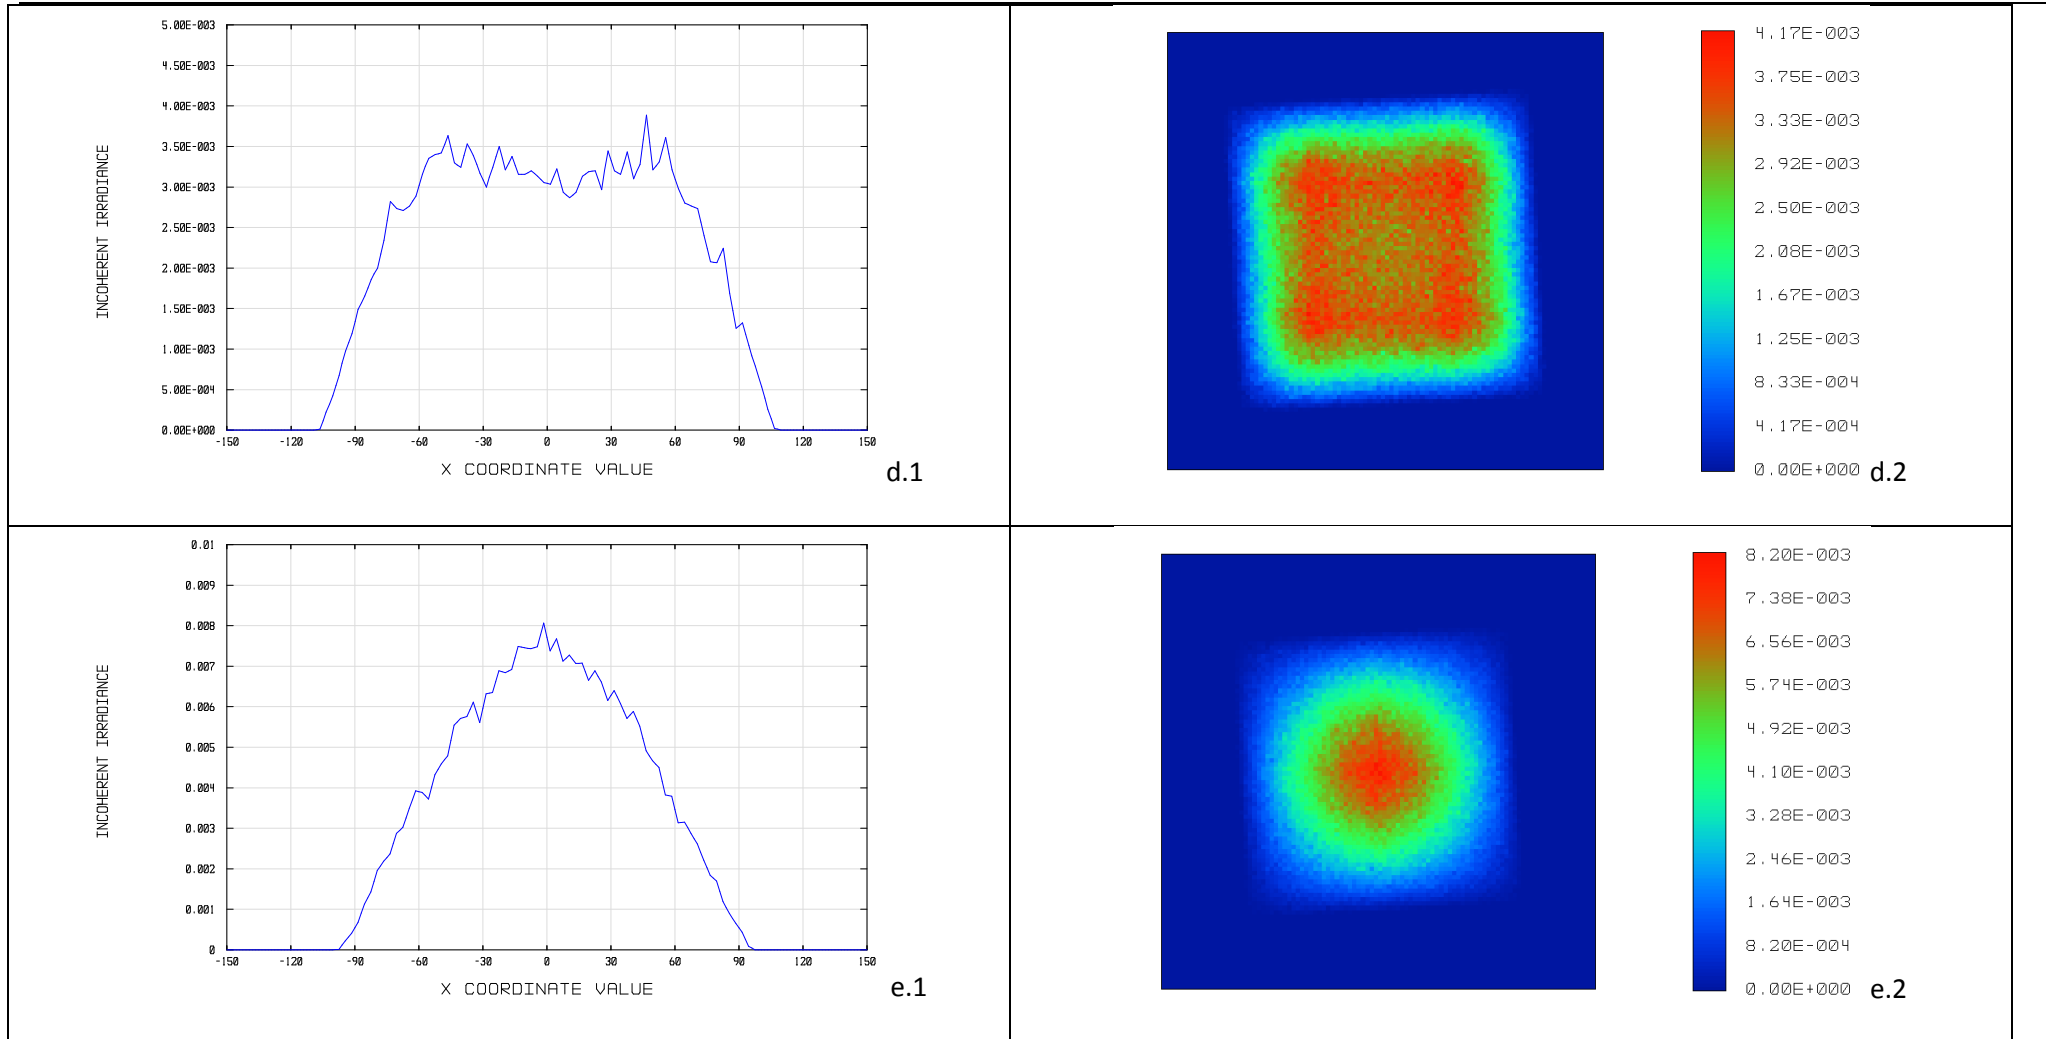 5.00E-003
4.50E-003
4.00E-003
3.50E-003
3.00E-003
2.50E-003
2.00E-003
1.50E-003
1.00E-003
5.00E-004
0.00E+000
INCOHERENT IRRADIANCE
-150 -120 -90 -60 -30 0 30 60 90 120 150
X COORDINATE VALUE
d.1
4.17E-003
3.75E-003
3.33E-003
2.92E-003
2.50E-003
2.08E-003
1.67E-003
1.25E-003
8.33E-004
4.17E-004
0.00E+000
d.2
0.01
0.009
0.008
0.007
0.006
0.005
0.004
0.003
0.002
0.001
0
INCOHERENT IRRADIANCE
-150 -120 -90 -60 -30 0 30 60 90 120 150
X COORDINATE VALUE
e.1
8.20E-003
7.38E-003
6.56E-003
5.74E-003
4.92E-003
4.10E-003
3.28E-003
2.46E-003
1.64E-003
8.20E-004
0.00E+000
e.2